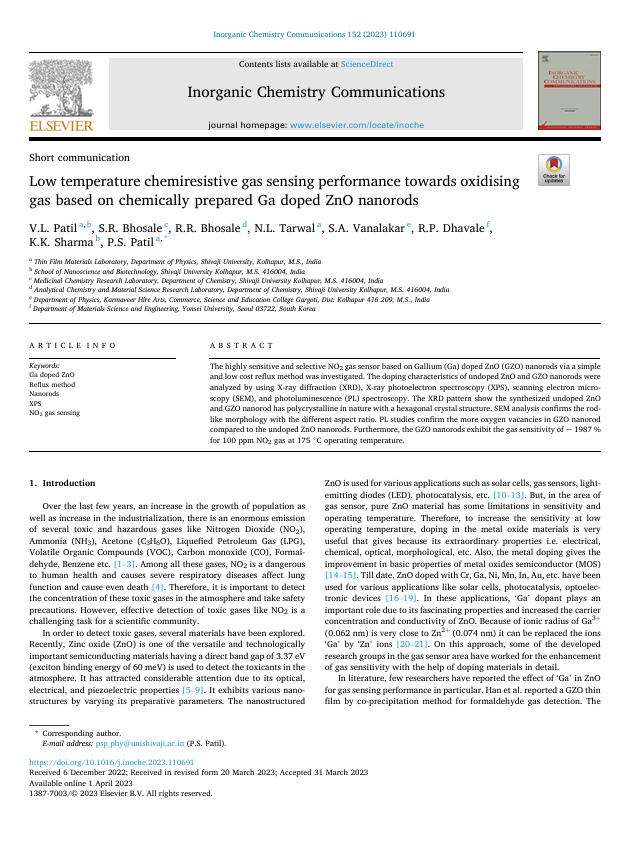 Inorganic Chemistry Communications 152 (2023) 110691
Contents lists available at ScienceDirect
Inorganic Chemistry Communications
journal homepage: www.elsevier.com/locate/inoche
ELSEVIER
INORGANIC
CHEMISTRY
COMMUNICATIONS
Check for
updates
Short communication
Low temperature chemiresistive gas sensing performance towards oxidising
gas based on chemically prepared Ga doped ZnO nanorods
V.L. Patil a,b, S.R. Bhosale c, R.R. Bhosale d, N.L. Tarwal a, S.A. Vanalakar e, R.P. Dhavale f,
K.K. Sharma b, P.S. Patil a,*
a Thin Film Materials Laboratory, Department of Physics, Shivaji University, Kolhapur, M.S., India
b School of Nanoscience and Biotechnology, Shivaji University Kolhapur, M.S. 416004, India
c Medicinal Chemistry Research Laboratory, Department of Chemistry, Shivaji University Kolhapur, M.S. 416004, India
d Analytical Chemistry and Material Science Research Laboratory, Department of Chemistry, Shivaji University Kolhapur, M.S. 416004, India
e Department of Physics, Karmaveer Hire Arts, Commerce, Science and Education College Gargoti, Dist: Kolhapur 416 209, M.S., India
f Department of Materials Science and Engineering, Yonsei University, Seoul 03722, South Korea
ARTICLE INFO
Keywords:
Ga doped ZnO
Reflux method
Nanorods
XPS
NO2 gas sensing
ABSTRACT
The highly sensitive and selective NO2 gas sensor based on Gallium (Ga) doped ZnO (GZO) nanorods via a simple
and low cost reflux method was investigated. The doping characteristics of undoped ZnO and GZO nanorods were
analyzed by using X-ray diffraction (XRD), X-ray photoelectron spectroscopy (XPS), scanning electron micro-
scopy (SEM), and photoluminescence (PL) spectroscopy. The XRD pattern show the synthesized undoped ZnO
and GZO nanorod has polycrystalline in nature with a hexagonal crystal structure. SEM analysis confirms the rod-
like morphology with the different aspect ratio. PL studies confirm the more oxygen vacancies in GZO nanorod
compared to the undoped ZnO nanorods. Furthermore, the GZO nanorods exhibit the gas sensitivity of ~ 1987 %
for 100 ppm NO2 gas at 175 °C operating temperature.
1. Introduction
Over the last few years, an increase in the growth of population as
well as increase in the industrialization, there is an enormous emission
of several toxic and hazardous gases like Nitrogen Dioxide (NO2),
Ammonia (NH3), Acetone (C3H6O), Liquefied Petroleum Gas (LPG),
Volatile Organic Compounds (VOC), Carbon monoxide (CO), Formal-
dehyde, Benzene etc. [1–3]. Among all these gases, NO2 is a dangerous
to human health and causes severe respiratory diseases affect lung
function and cause even death [4]. Therefore, it is important to detect
the concentration of these toxic gases in the atmosphere and take safety
precautions. However, effective detection of toxic gases like NO2 is a
challenging task for a scientific community.
In order to detect toxic gases, several materials have been explored.
Recently, Zinc oxide (ZnO) is one of the versatile and technologically
important semiconducting materials having a direct band gap of 3.37 eV
(exciton binding energy of 60 meV) is used to detect the toxicants in the
atmosphere. It has attracted considerable attention due to its optical,
electrical, and piezoelectric properties [5–9]. It exhibits various nano-
structures by varying its preparative parameters. The nanostructured
ZnO is used for various applications such as solar cells, gas sensors, light-
emitting diodes (LED), photocatalysis, etc. [10–13]. But, in the area of
gas sensor, pure ZnO material has some limitations in sensitivity and
operating temperature. Therefore, to increase the sensitivity at low
operating temperature, doping in the metal oxide materials is very
useful that gives because its extraordinary properties i.e. electrical,
chemical, optical, morphological, etc. Also, the metal doping gives the
improvement in basic properties of metal oxides semiconductor (MOS)
[14–15]. Till date, ZnO doped with Cr, Ga, Ni, Mn, In, Au, etc. have been
used for various applications like solar cells, photocatalysis, optoelec-
tronic devices [16–19]. In these applications, ‘Ga’ dopant plays an
important role due to its fascinating properties and increased the carrier
concentration and conductivity of ZnO. Because of ionic radius of Ga3+
(0.062 nm) is very close to Zn2+ (0.074 nm) it can be replaced the ions
‘Ga’ by ‘Zn’ ions [20–21]. On this approach, some of the developed
research groups in the gas sensor area have worked for the enhancement
of gas sensitivity with the help of doping materials in detail.
In literature, few researchers have reported the effect of ‘Ga’ in ZnO
for gas sensing performance in particular. Han et al. reported a GZO thin
film by co-precipitation method for formaldehyde gas detection. The
* Corresponding author.
E-mail address: psp_phy@unishivaji.ac.in (P.S. Patil).
https://doi.org/10.1016/j.inoche.2023.110691
Received 6 December 2022; Received in revised form 20 March 2023; Accepted 31 March 2023
Available online 1 April 2023
1387-7003/© 2023 Elsevier B.V. All rights reserved.